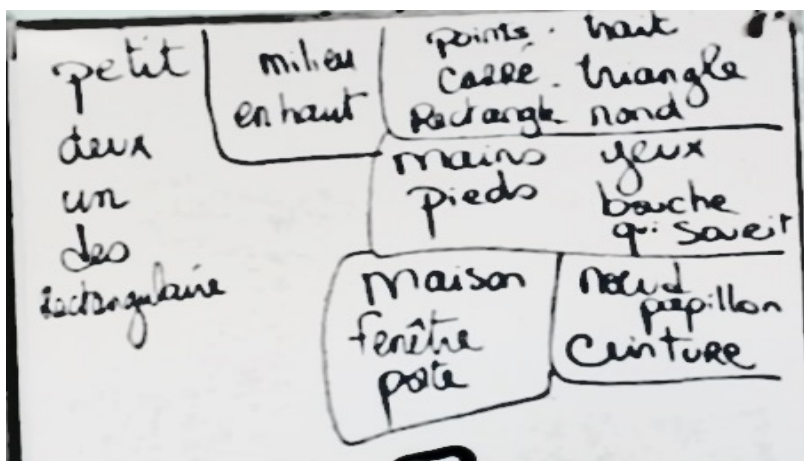 petit
deux
un
des
rectangulaire
milieu
en haut
points - trait
carré - triangle
Rectangle rond
mains yeux
pieds bouche
qui sourit
maison
fenêtre
porte
noeud
papillon
ceinture